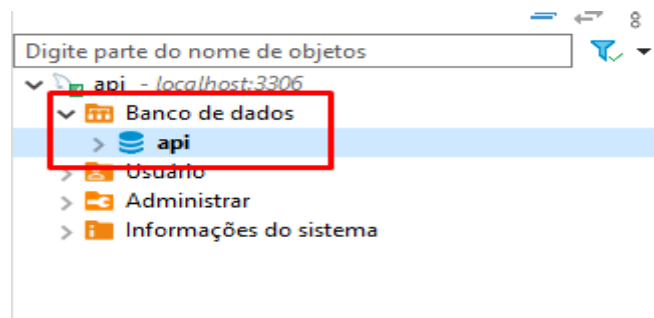 Digite parte do nome de objetos
api - localhost:3306
Banco de dados
api
Usuário
Administrar
Informações do sistema